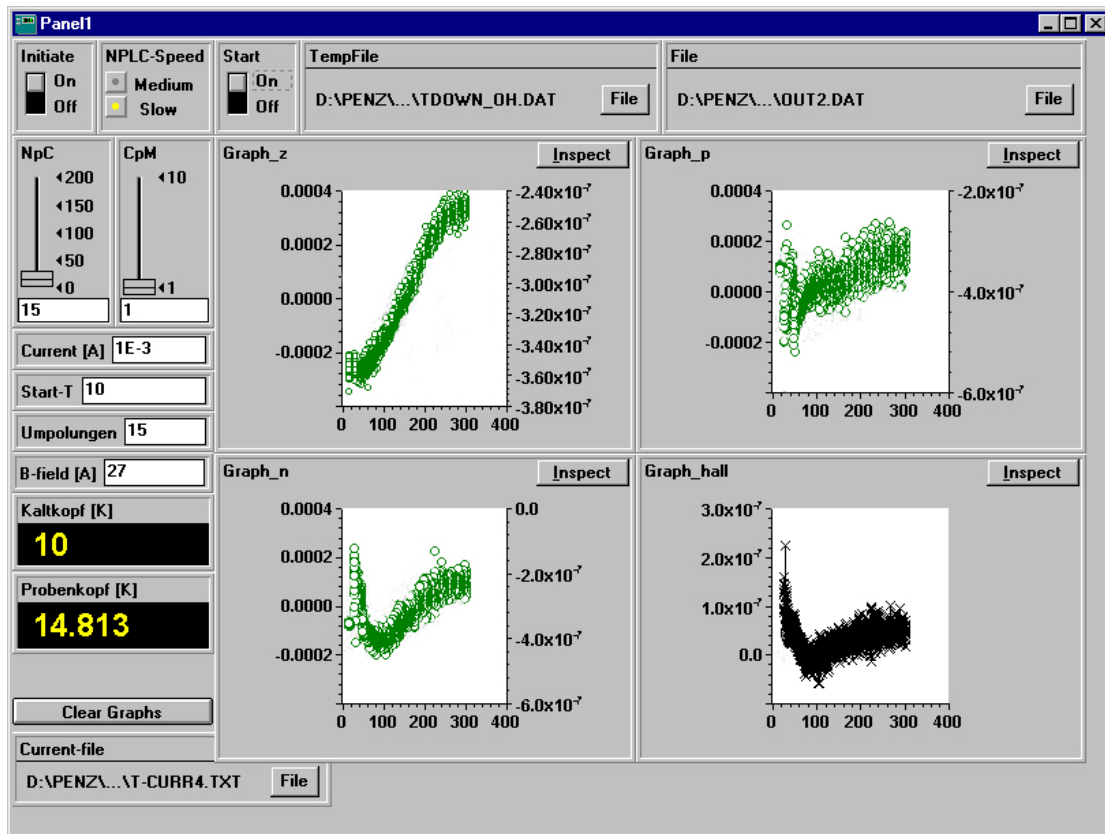 Panel1
Initiate
On
Off
NPLC-Speed
Medium
Slow
Start
On
Off
TempFile
D:\PENZ\...\TDOWN_OH.DAT
File
File
D:\PENZ\...\OUT2.DAT
File
NpC
200
150
100
50
0
15
CpM
10
1
1
Current [A] 1E-3
Start-T 10
Umpolungen 15
B-field [A] 27
Kaltkopf [K]
10
Probenkopf [K]
14.813
Clear Graphs
Current-file
D:\PENZ\...\T-CURR4.TXT
File
Graph_z
Inspect
0.0004
0.0002
0.0000
-0.0002
-2.40x10⁻⁷
-2.60x10⁻⁷
-2.80x10⁻⁷
-3.00x10⁻⁷
-3.20x10⁻⁷
-3.40x10⁻⁷
-3.60x10⁻⁷
-3.80x10⁻⁷
0 100 200 300 400
Graph_p
Inspect
0.0004
0.0002
0.0000
-0.0002
-2.0x10⁻⁷
-4.0x10⁻⁷
-6.0x10⁻⁷
0 100 200 300 400
Graph_n
Inspect
0.0004
0.0002
0.0000
-0.0002
0.0
-2.0x10⁻⁷
-4.0x10⁻⁷
-6.0x10⁻⁷
0 100 200 300 400
Graph_hall
Inspect
3.0x10⁻⁷
2.0x10⁻⁷
1.0x10⁻⁷
0.0
0 100 200 300 400